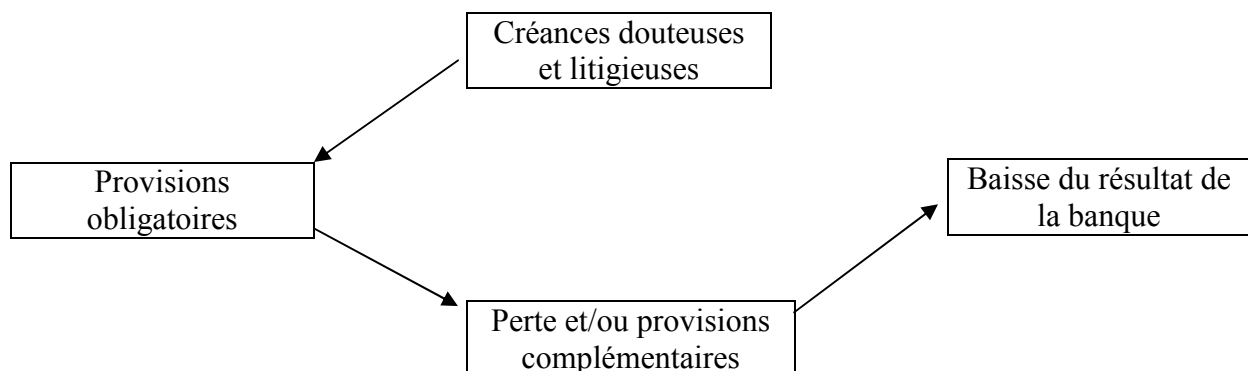 Créances douteuses
et litigieuses
Provisions
obligatoires
Baisse du résultat de
la banque
Perte et/ou provisions
complémentaires